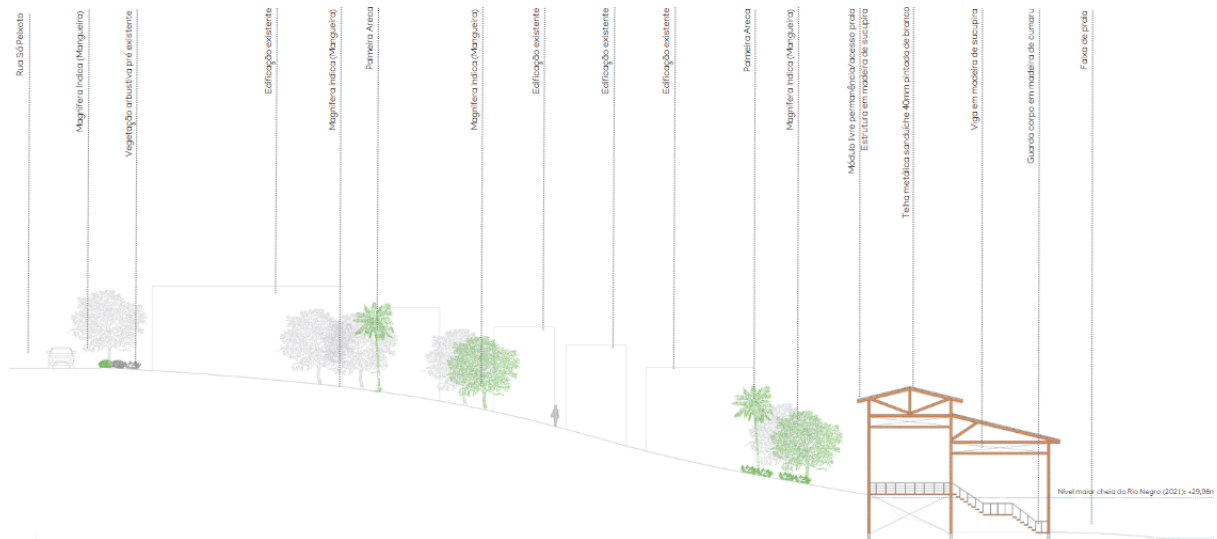 Rua Sá Peixoto
Magnifera Indica (Mangueira)
Vegetação arbustiva pré existente
Edificação existente
Magnifera Indica (Mangueira)
Palmeira Areca
Magnifera Indica (Mangueira)
Edificação existente
Edificação existente
Edificação existente
Palmeira Areca
Magnifera Indica (Mangueira)
Módulo livre permanência/acesso praia
Estrutura em madeira de sucupira
Telha metálica sanduíche 40mm pintada de branco
Viga em madeira de sucupira
Guarda corpo em madeira de cumaru
Faixa de praia
Nível maior cheia do Rio Negro (2021): +29,98m